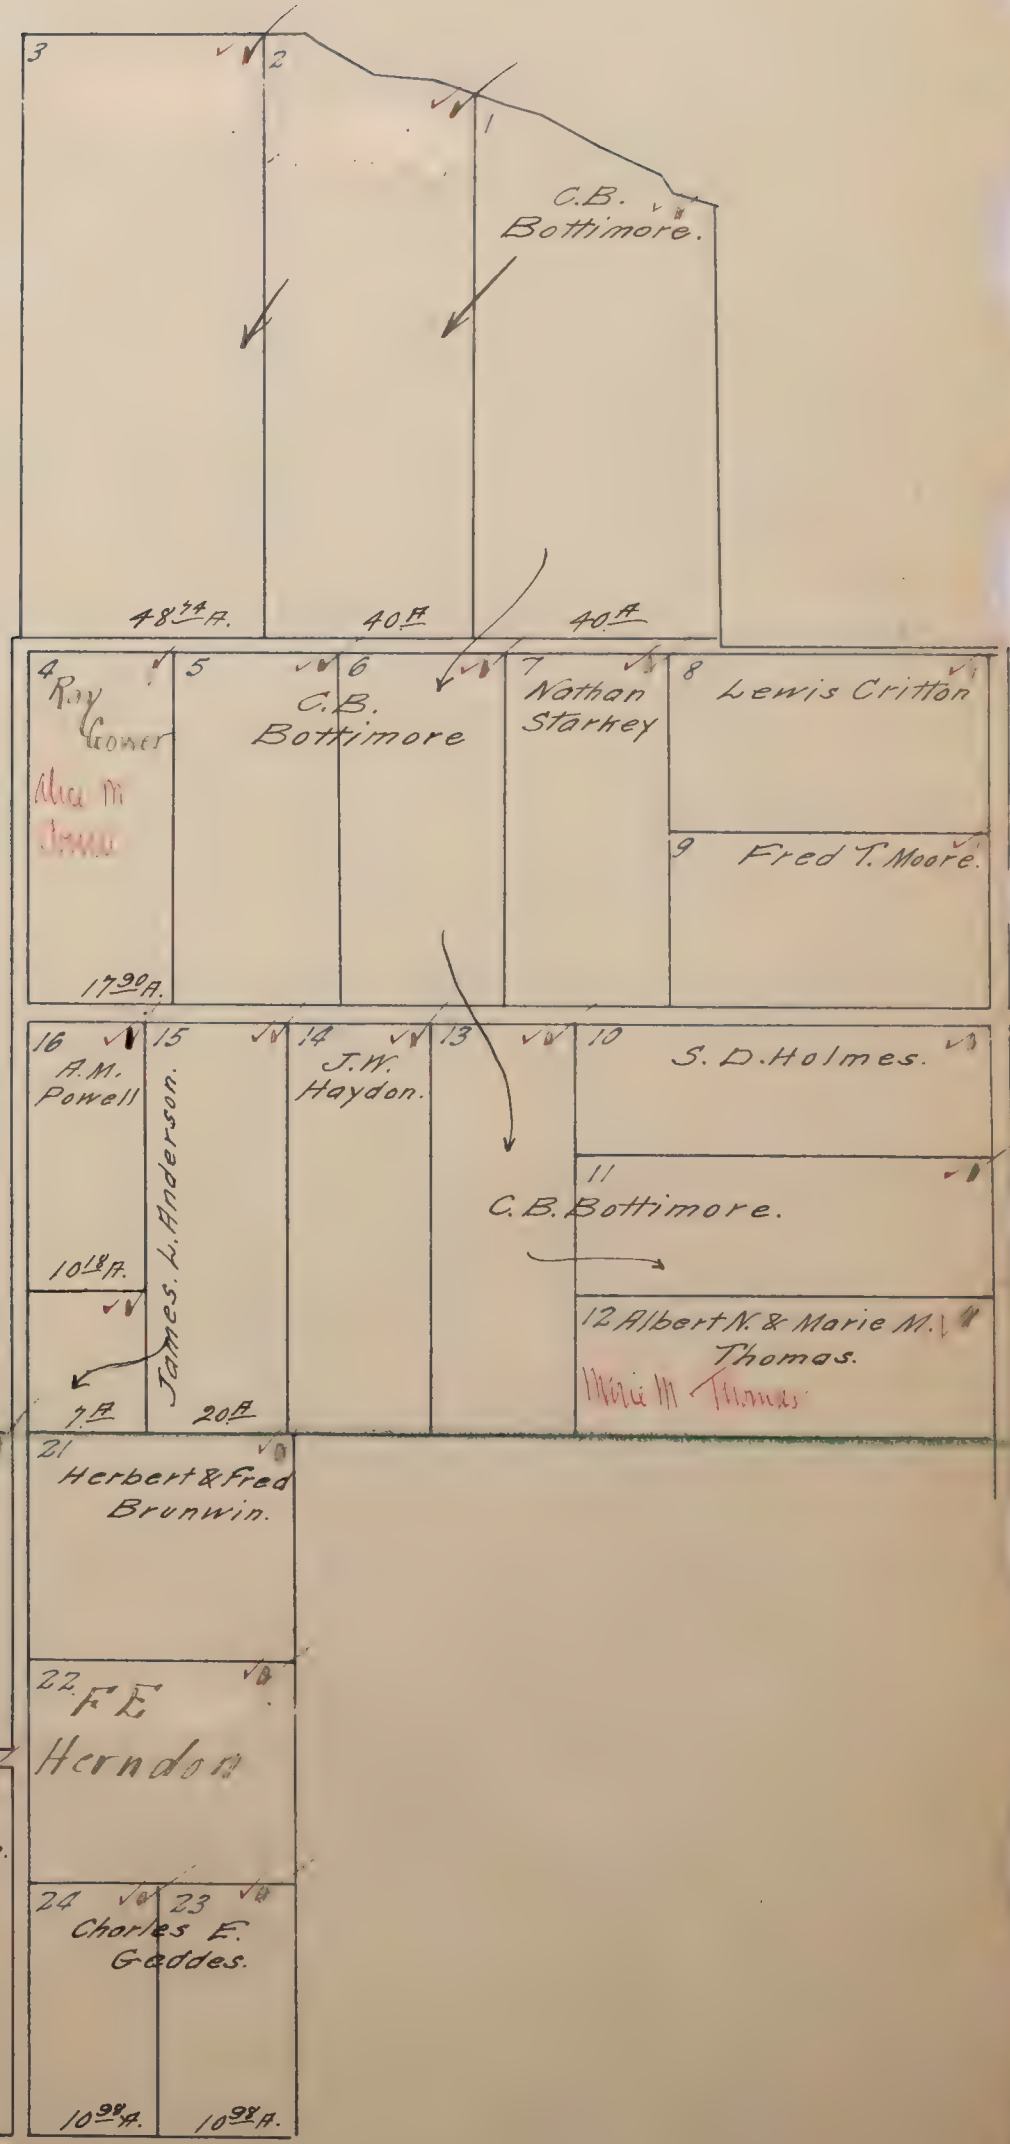 3
2
1
C.B.
Bottimore.
48 74 A.
40 A
40 A
4
Ray
Gower
Alice M
5
6
C.B.
Bottimore
7
Nathan
Starkey
8
Lewis Critton
9
Fred T. Moore.
17 90 A.
16
A.M.
Powell
10 18 A.
7 A
15
James. L. Anderson.
20 A
14
J.W.
Haydon.
13
10
S. D. Holmes.
11
C. B. Bottimore.
12 Albert N. & Marie M.
Thomas.
Marie M Thomas
21
Herbert & Fred
Brunwin.
22
F E
Herndon
24
23
Charles E.
Geddes.
10 98 A.
10 98 A.